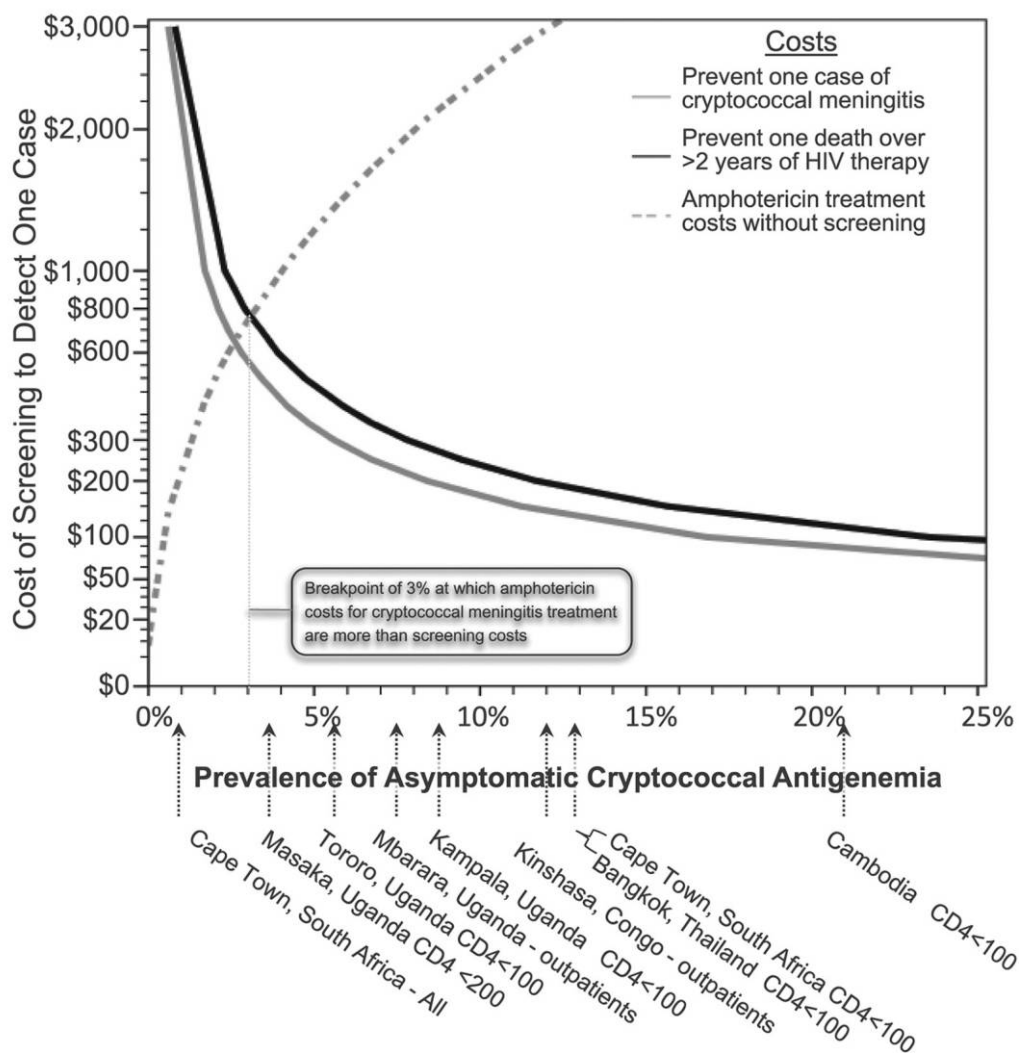 Cost of Screening to Detect One Case
$3,000
$2,000
$1,000
$800
$600
$300
$200
$100
$50
$20
$0
Costs
Prevent one case of
cryptococcal meningitis
Prevent one death over
>2 years of HIV therapy
Amphotericin treatment
costs without screening
Breakpoint of 3% at which amphotericin
costs for cryptococcal meningitis treatment
are more than screening costs
0%
5%
10%
15%
20%
25%
Prevalence of Asymptomatic Cryptococcal Antigenemia
Cape Town, South Africa - All
Masaka, Uganda CD4 <200
Tororo, Uganda CD4<100
Mbarara, Uganda - outpatients
Kampala, Uganda CD4<100
Kinshasa, Congo - outpatients
Bangkok, Thailand CD4<100
Cape Town, South Africa CD4<100
Cambodia CD4<100